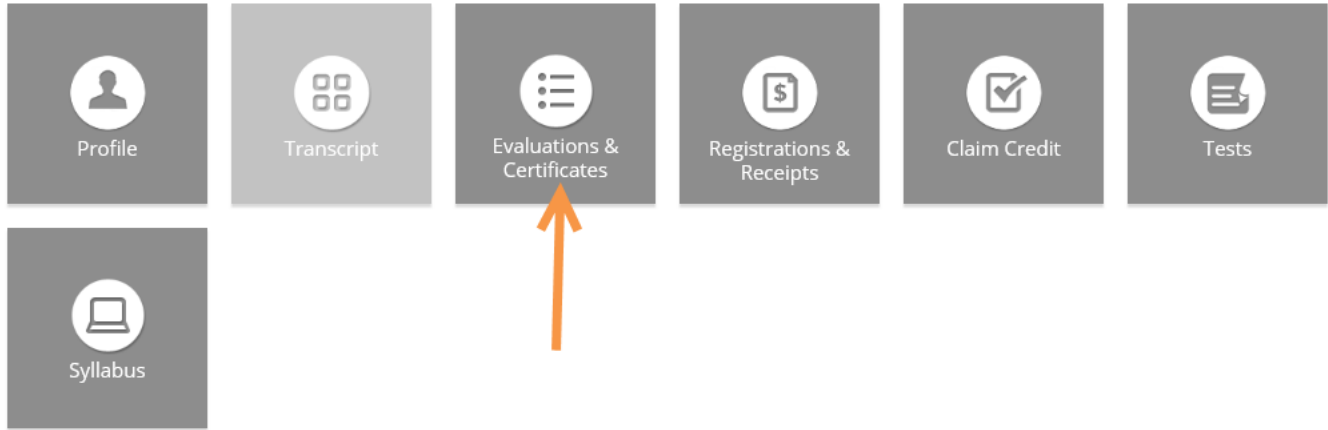 Profile
Transcript
Evaluations &
Certificates
Registrations &
Receipts
Claim Credit
Tests
Syllabus